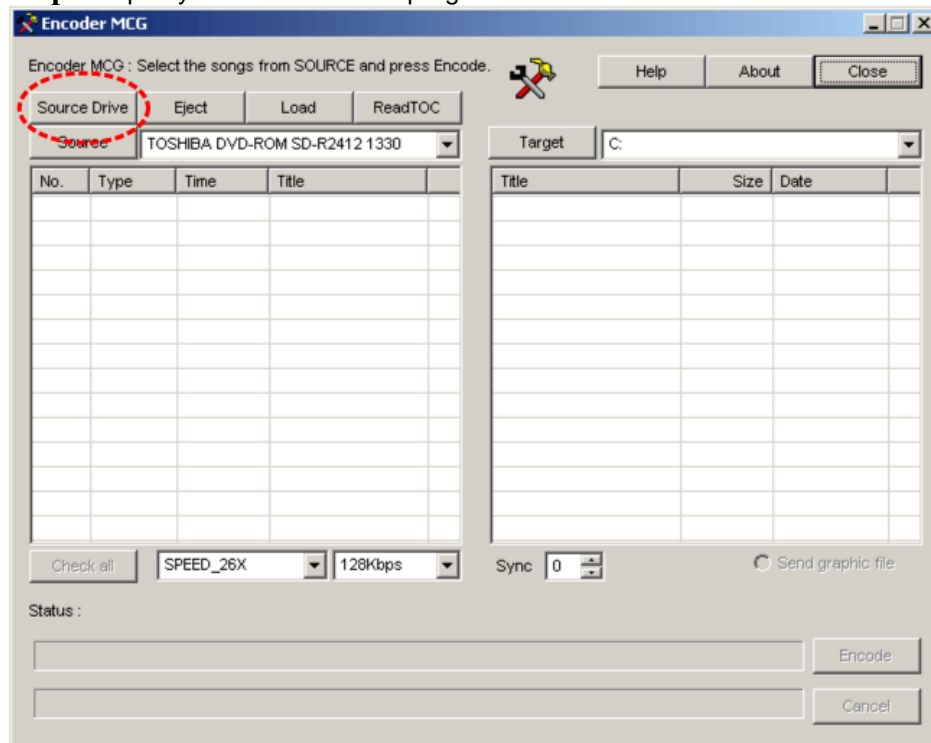 Encoder MCG
Encoder MCG : Select the songs from SOURCE and press Encode.
Help About Close
Source Drive Eject Load ReadTOC
Source TOSHIBA DVD-ROM SD-R2412 1330 Target C:
No. Type Time Title Title Size Date
Check all SPEED_26X 128Kbps Sync 0 Send graphic file
Status :
Encode
Cancel